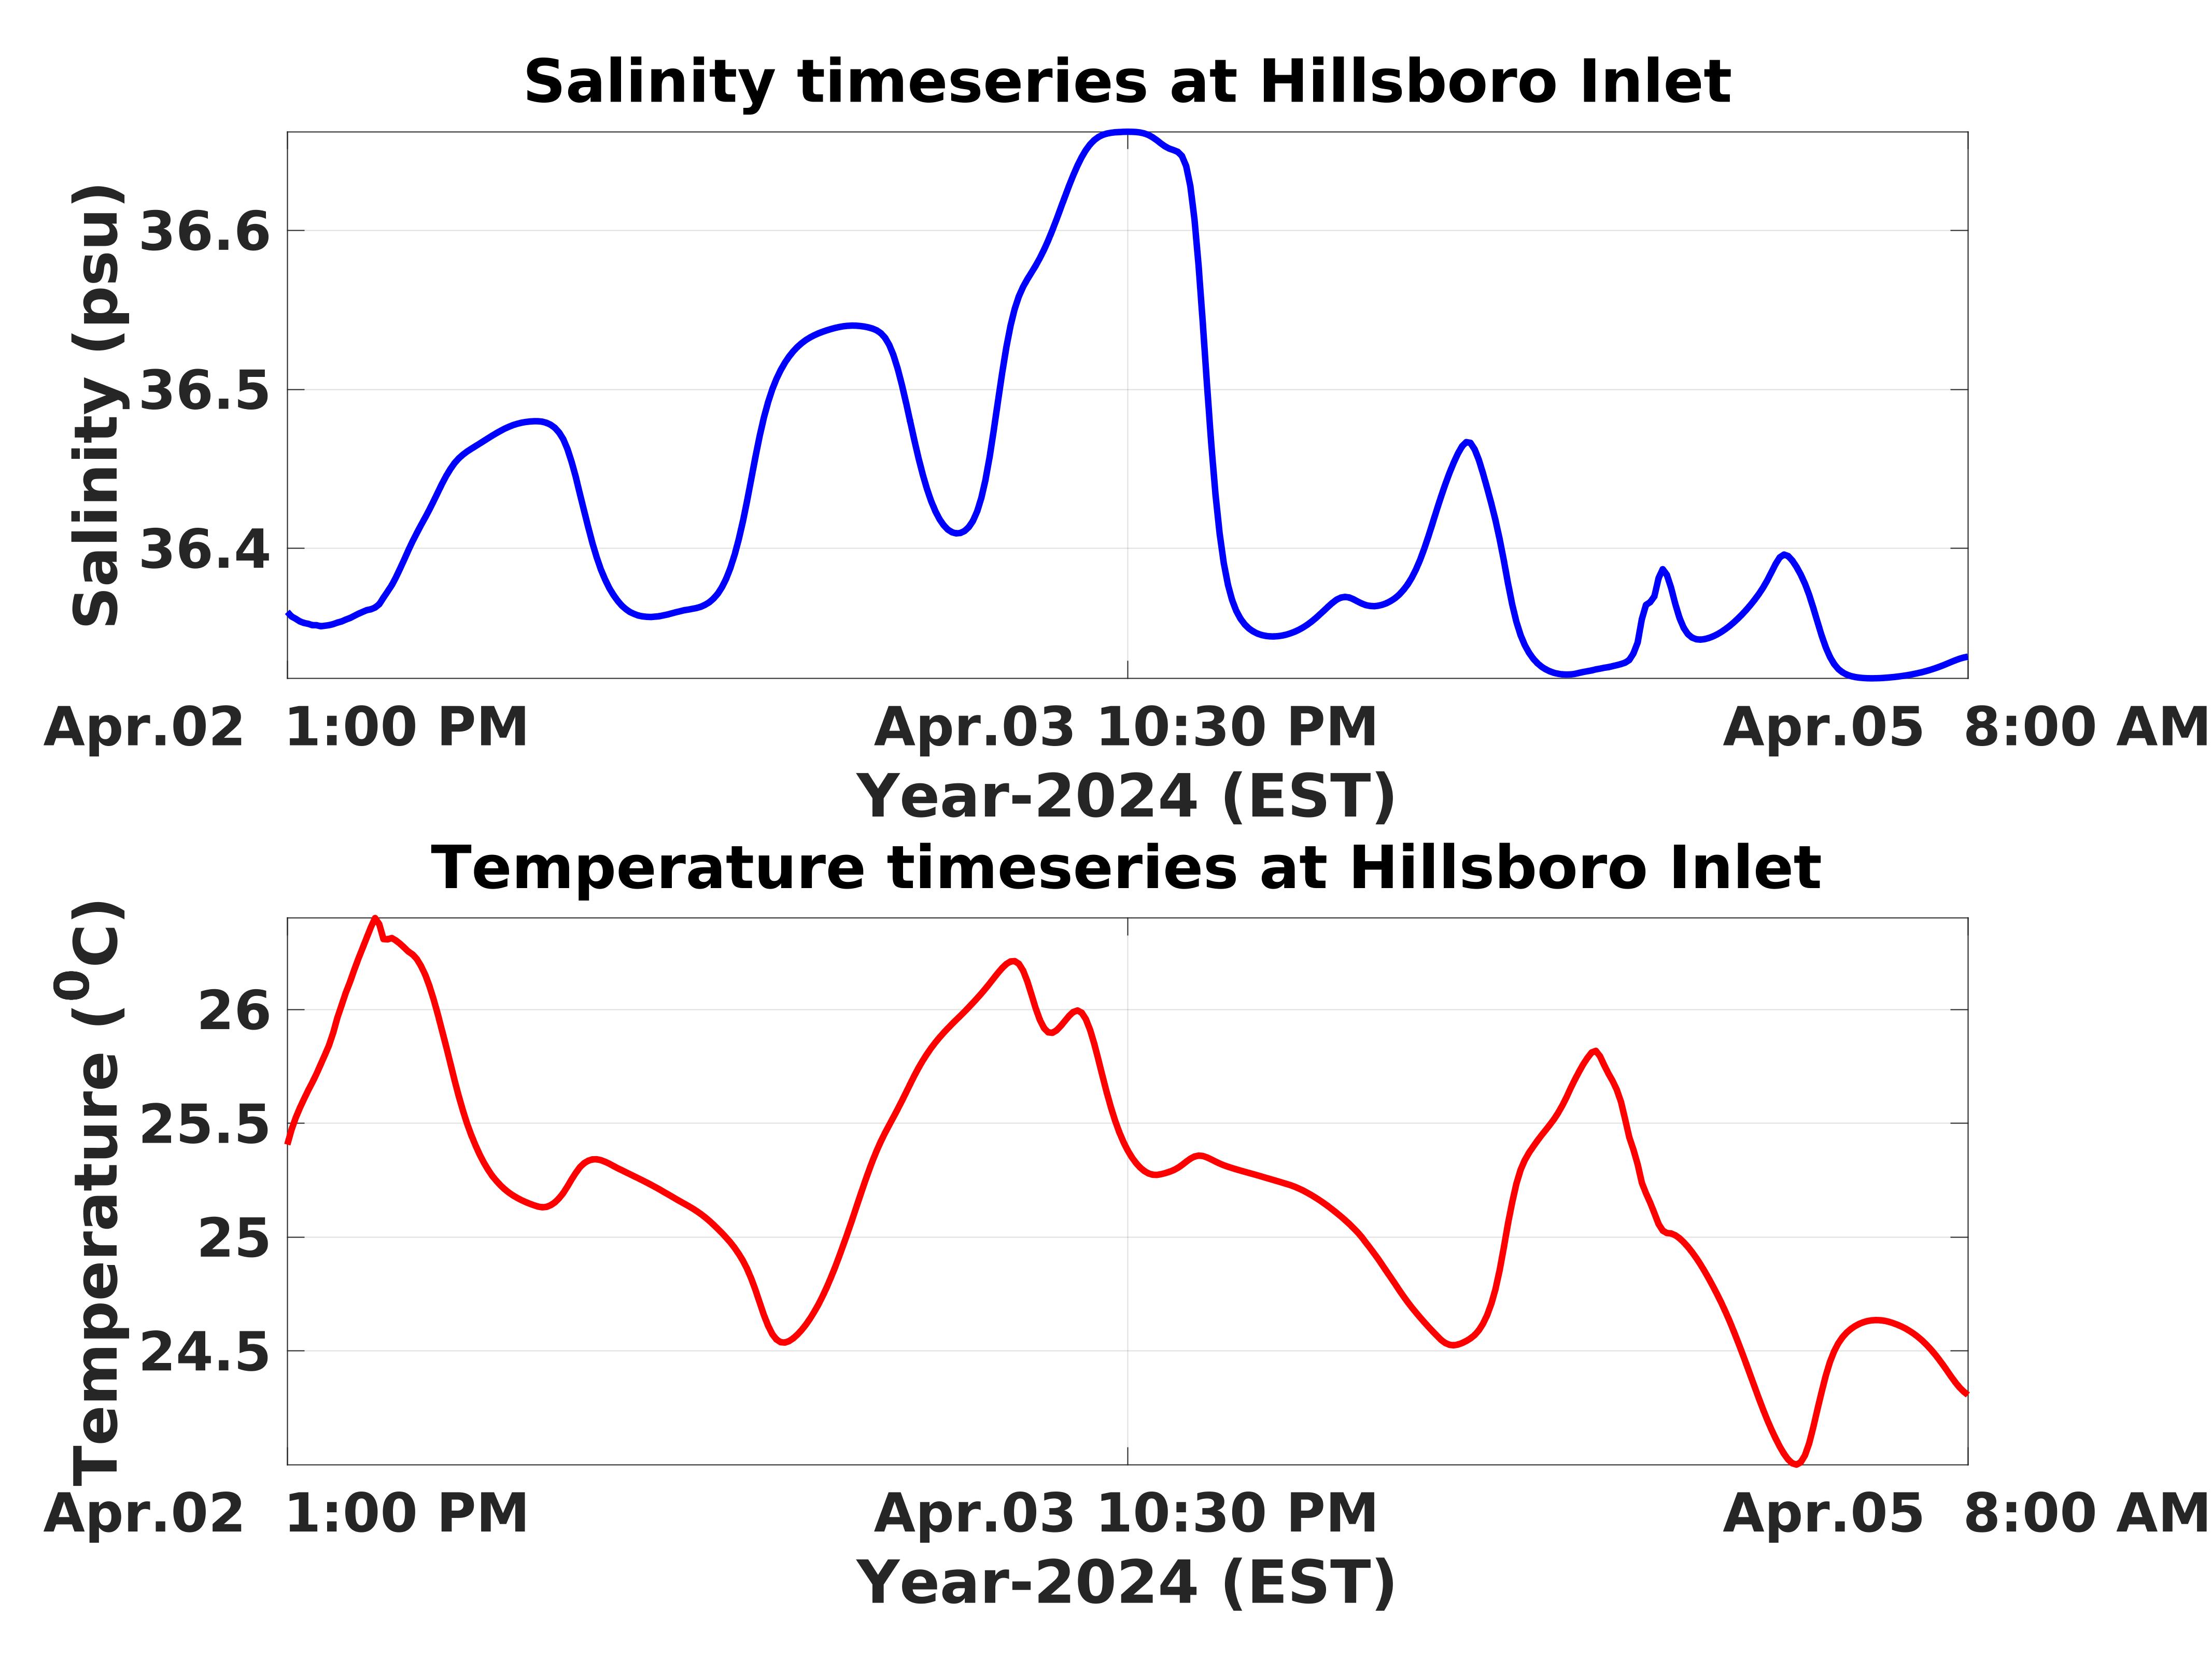 Salinity timeseries at Hillsboro Inlet
Salinity (psu)
36.6
36.5
36.4
Apr.02  1:00 PM Apr.03 10:30 PM Apr.05  8:00 AM
Year-2024 (EST)
Temperature timeseries at Hillsboro Inlet
Temperature (⁰C)
26
25.5
25
24.5
Apr.02  1:00 PM Apr.03 10:30 PM Apr.05  8:00 AM
Year-2024 (EST)